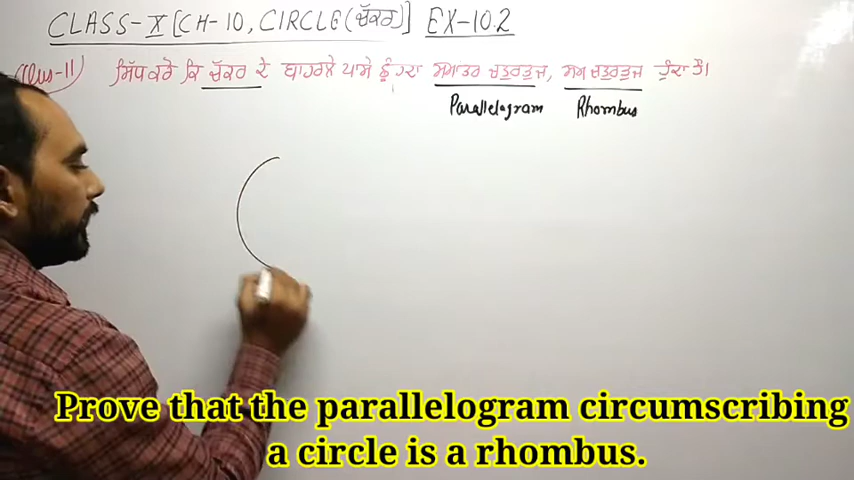 CLASS-X [CH-10, CIRCLE(ਚੱਕਰ)] EX-10.2
Ques-11 ਸਿੱਧ ਕਰੋ ਕਿ ਚੱਕਰ ਦੇ ਬਾਹਰਲੇ ਪਾਸੇ ਛੂੰਹਦਾ ਸਮਾਂਤਰ ਚਤੁਰਭੁਜ, ਸਮ ਚਤੁਰਭੁਜ ਹੁੰਦਾ ਹੈ।
Parallelogram Rhombus
Prove that the parallelogram circumscribing
a circle is a rhombus.